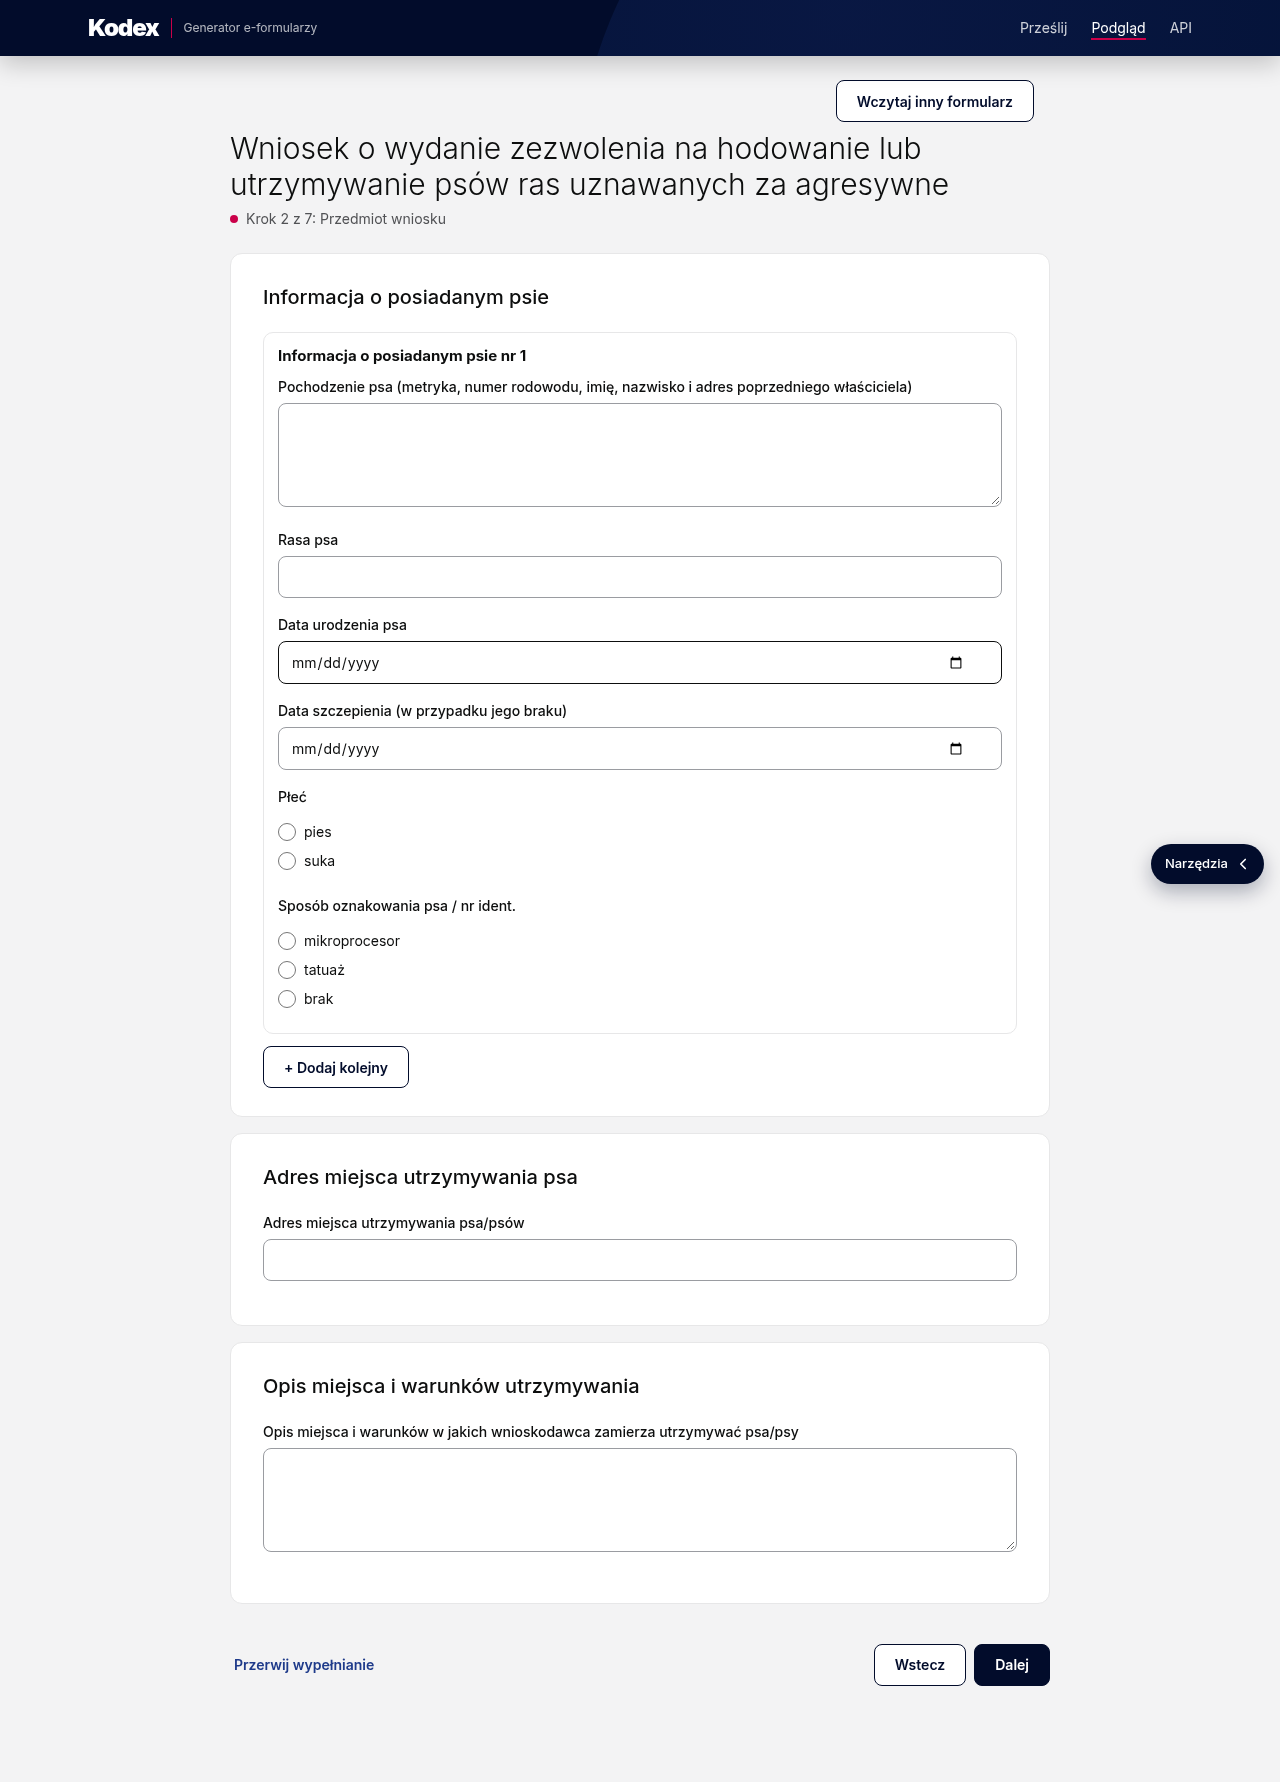 Kodex
Generator e-formularzy
Prześlij
Podgląd
API
Wczytaj inny formularz
Wniosek o wydanie zezwolenia na hodowanie lub
utrzymywanie psów ras uznawanych za agresywne
Krok 2 z 7: Przedmiot wniosku
Informacja o posiadanym psie
Informacja o posiadanym psie nr 1
Pochodzenie psa (metryka, numer rodowodu, imię, nazwisko i adres poprzedniego właściciela)
Rasa psa
Data urodzenia psa
mm/dd/yyyy
Data szczepienia (w przypadku jego braku)
mm/dd/yyyy
Płeć
pies
suka
Narzędzia
Sposób oznakowania psa / nr ident.
mikroprocesor
tatuaż
brak
+ Dodaj kolejny
Adres miejsca utrzymywania psa
Adres miejsca utrzymywania psa/psów
Opis miejsca i warunków utrzymywania
Opis miejsca i warunków w jakich wnioskodawca zamierza utrzymywać psa/psy
Przerwij wypełnianie
Wstecz
Dalej